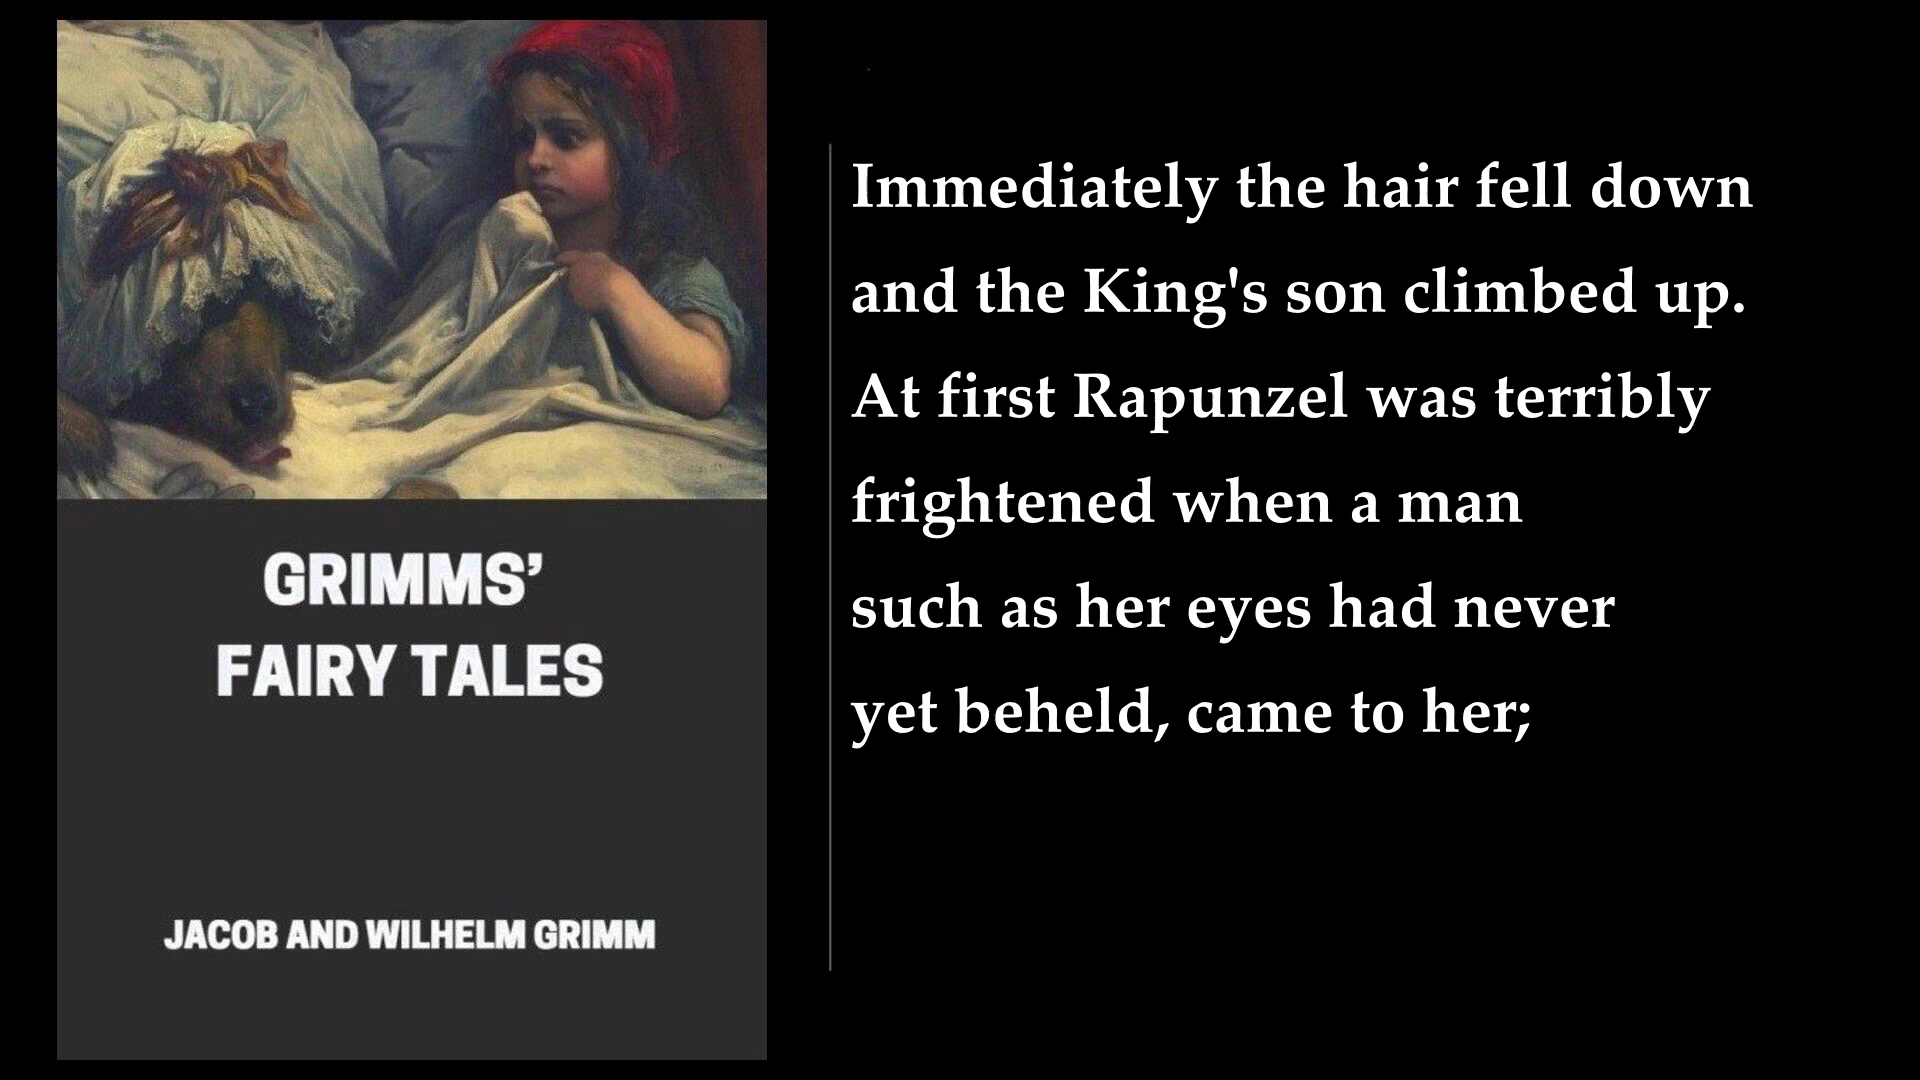 GRIMMS’
FAIRY TALES
JACOB AND WILHELM GRIMM
Immediately the hair fell down
and the King's son climbed up.
At first Rapunzel was terribly
frightened when a man
such as her eyes had never
yet beheld, came to her;